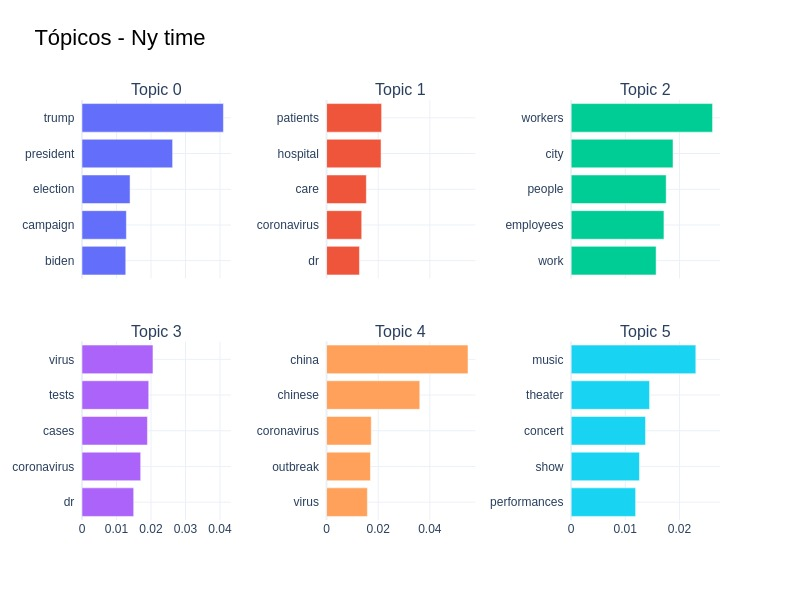 Tópicos - Ny time
Topic 0
trump
president
election
campaign
biden
Topic 1
patients
hospital
care
coronavirus
dr
Topic 2
workers
city
people
employees
work
Topic 3
virus
tests
cases
coronavirus
dr
0 0.01 0.02 0.03 0.04
Topic 4
china
chinese
coronavirus
outbreak
virus
0 0.02 0.04
Topic 5
music
theater
concert
show
performances
0 0.01 0.02